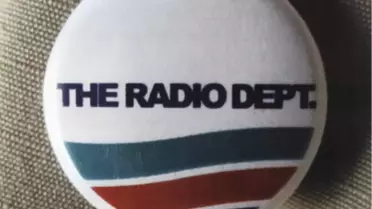 THE RADIO DEPT.